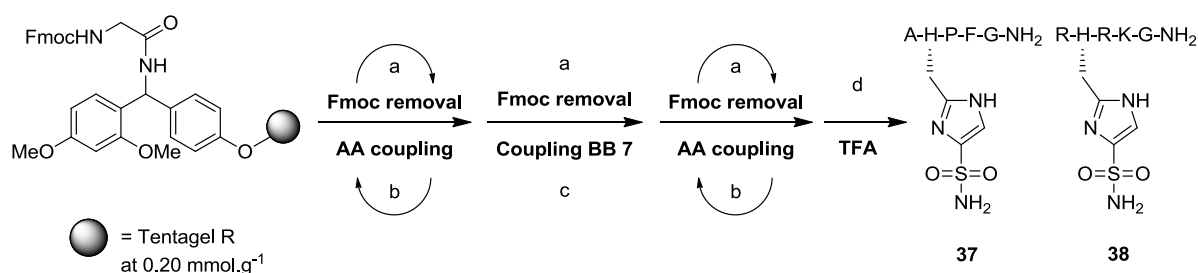 FmocHN
O
NH
MeO
OMe
O
= Tentagel R
at 0.20 mmol.g⁻¹
a
Fmoc removal
AA coupling
b
a
Fmoc removal
Coupling BB 7
c
a
Fmoc removal
AA coupling
b
d
TFA
A-H-P-F-G-NH₂
N
NH
O=S=O
NH₂
37
R-H-R-K-G-NH₂
N
NH
O=S=O
NH₂
38